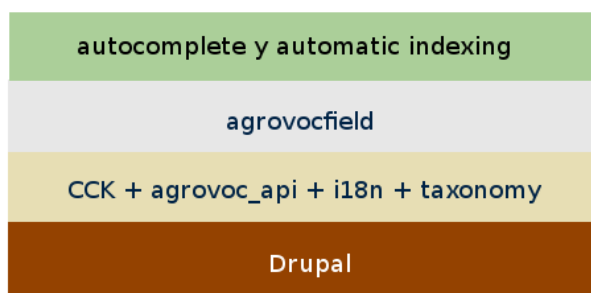 autocomplete y automatic indexing
agrovocfield
CCK + agrovoc_api + i18n + taxonomy
Drupal